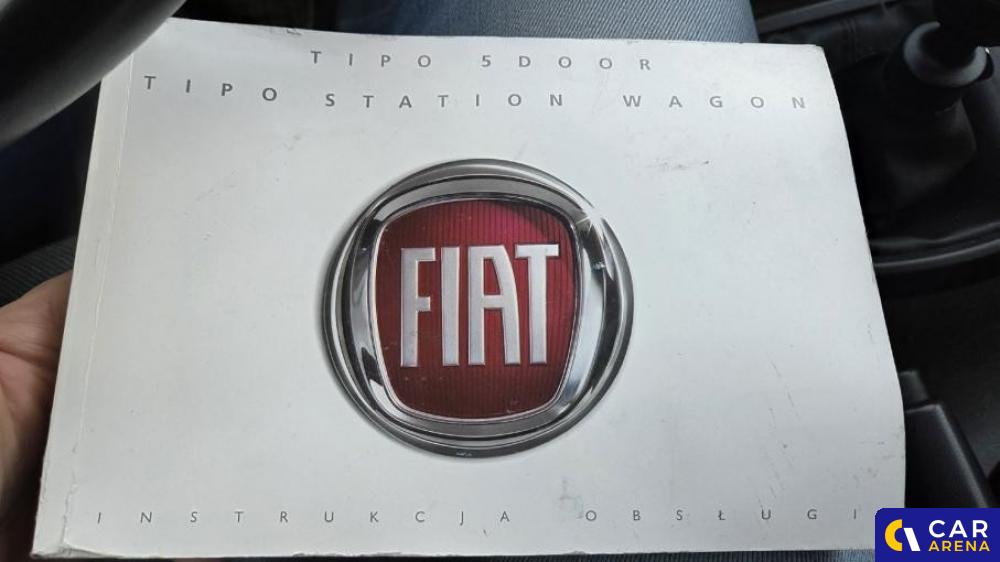 TIPO 5DOOR
TIPO STATION WAGON
FIAT
INSTRUKCJA OBSŁUGI
CAR
ARENA